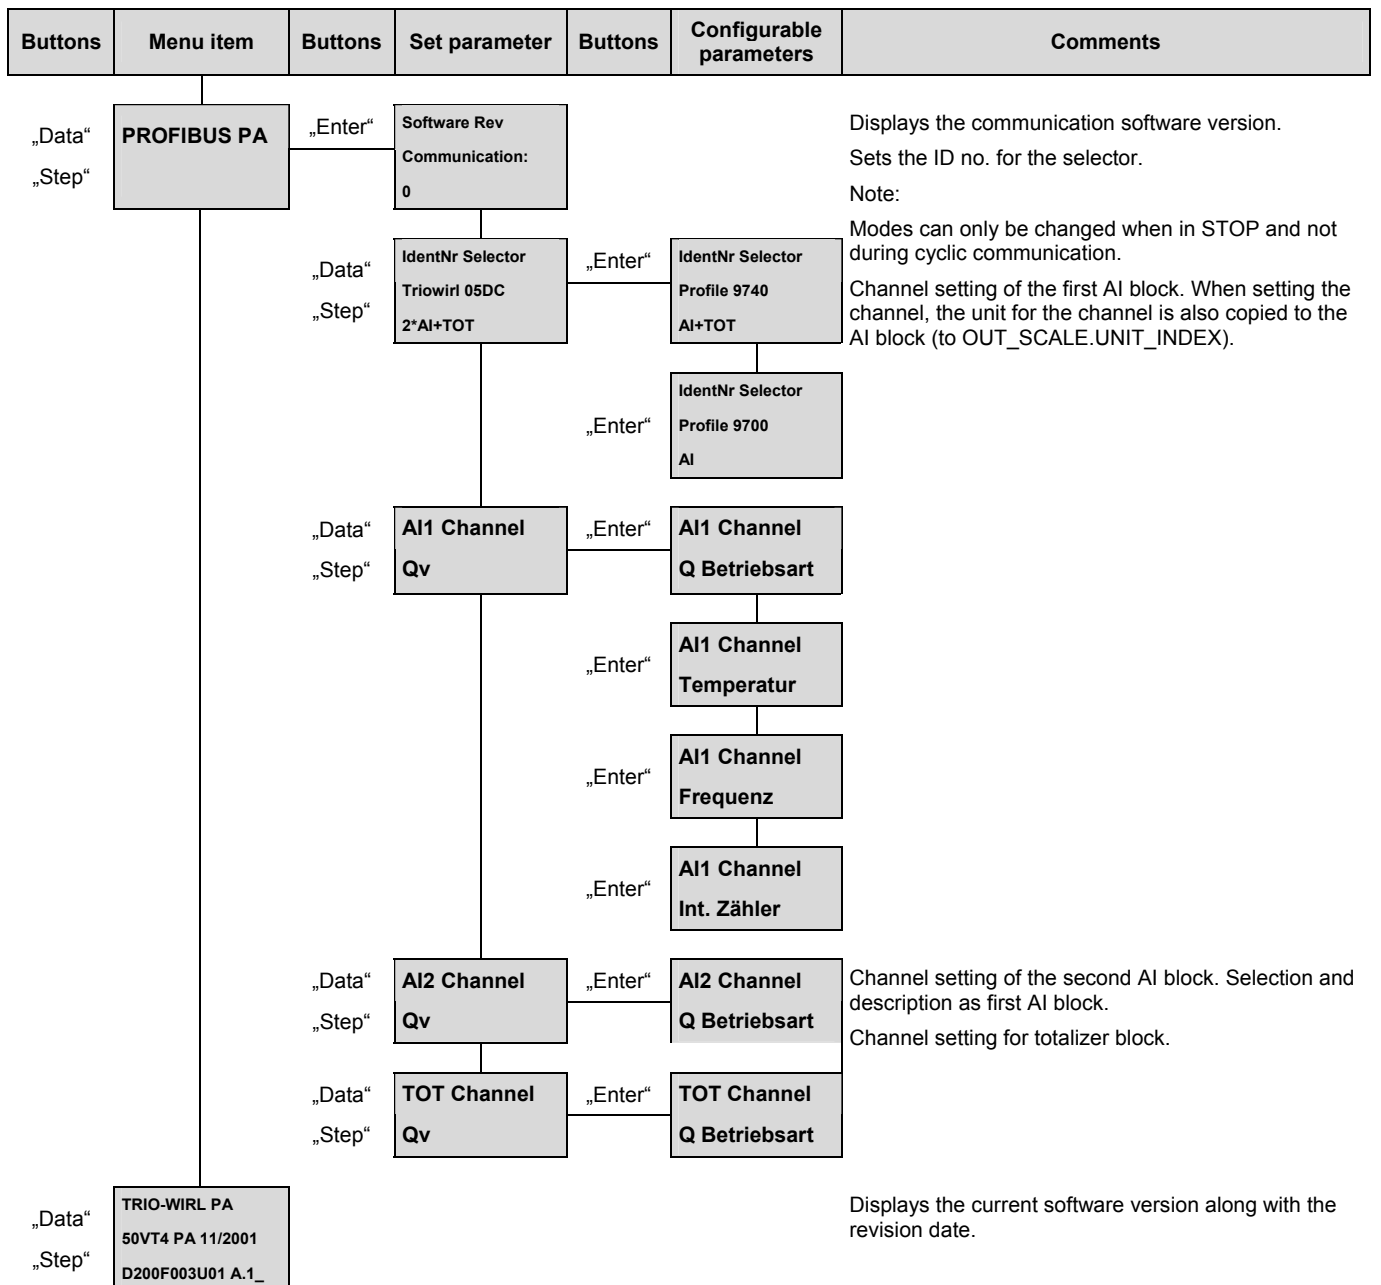 Buttons
Menu item
Buttons
Set parameter
Buttons
Configurable
parameters
Comments
„Data“
„Step“
PROFIBUS PA
„Enter“
Software Rev
Communication:
0
Displays the communication software version.
Sets the ID no. for the selector.
Note:
Modes can only be changed when in STOP and not
during cyclic communication.
Channel setting of the first AI block. When setting the
channel, the unit for the channel is also copied to the
AI block (to OUT_SCALE.UNIT_INDEX).
„Data“
„Step“
IdentNr Selector
Triowirl 05DC
2*AI+TOT
„Enter“
IdentNr Selector
Profile 9740
AI+TOT
„Enter“
IdentNr Selector
Profile 9700
AI
„Data“
„Step“
AI1 Channel
Qv
„Enter“
AI1 Channel
Q Betriebsart
„Enter“
AI1 Channel
Temperatur
„Enter“
AI1 Channel
Frequenz
„Enter“
AI1 Channel
Int. Zähler
„Data“
„Step“
AI2 Channel
Qv
„Enter“
AI2 Channel
Q Betriebsart
Channel setting of the second AI block. Selection and
description as first AI block.
Channel setting for totalizer block.
„Data“
„Step“
TOT Channel
Qv
„Enter“
TOT Channel
Q Betriebsart
„Data“
„Step“
TRIO-WIRL PA
50VT4 PA 11/2001
D200F003U01 A.1_
Displays the current software version along with the
revision date.